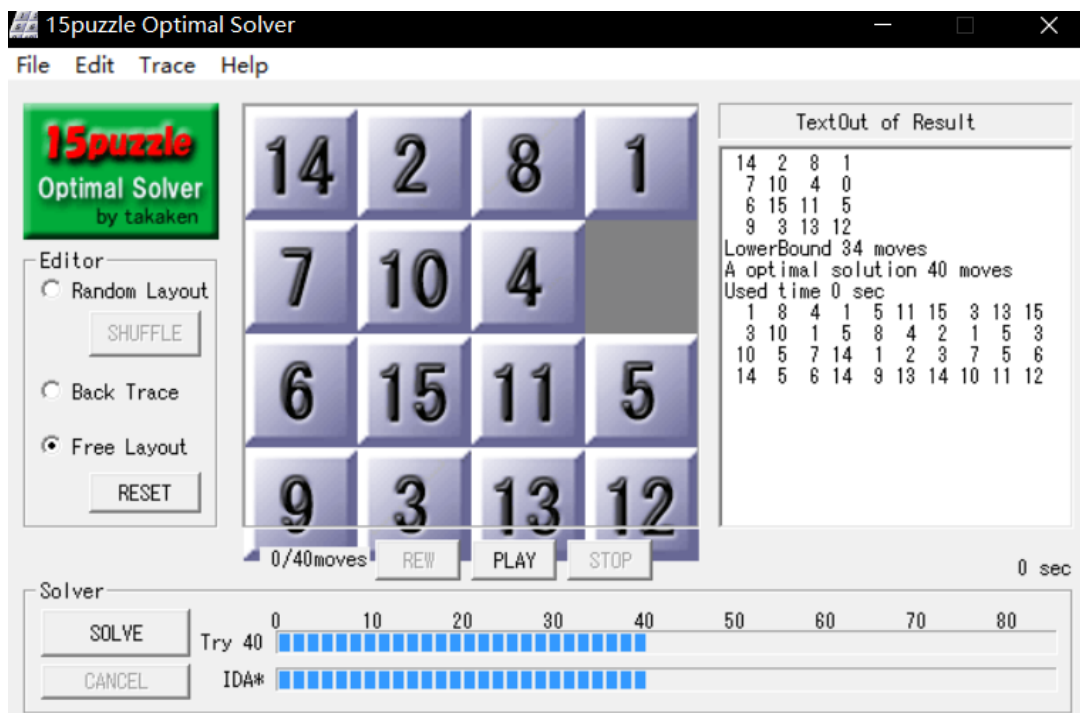 15puzzle Optimal Solver
File Edit Trace Help
15puzzle
Optimal Solver
by takaken
Editor
Random Layout
SHUFFLE
Back Trace
Free Layout
RESET
14 2 8 1
7 10 4
6 15 11 5
9 3 13 12
0/40moves REW PLAY STOP
TextOut of Result
14 2 8 1
7 10 4 0
6 15 11 5
9 3 13 12
LowerBound 34 moves
A optimal solution 40 moves
Used time 0 sec
1 8 4 1 5 11 15 3 13 15
3 10 1 5 8 4 2 1 5 3
10 5 7 14 1 2 3 7 5 6
14 5 6 14 9 13 14 10 11 12
0 sec
Solver
SOLVE
CANCEL
0 10 20 30 40 50 60 70 80
Try 40
IDA*